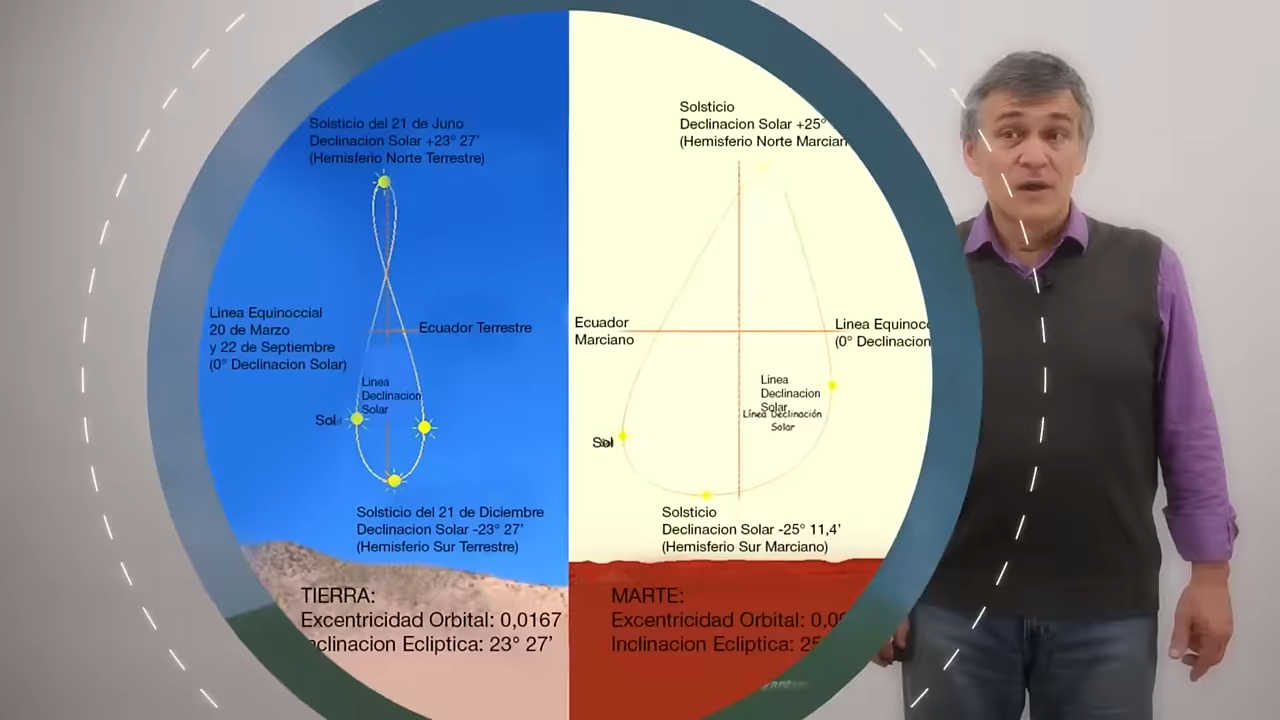 Solsticio del 21 de Juno
Declinacion Solar +23° 27'
(Hemisferio Norte Terrestre)
Linea Equinoccial
20 de Marzo
y 22 de Septiembre
(0° Declinacion Solar)
Ecuador Terrestre
Linea
Declinacion
Solar
Sol
Solsticio del 21 de Diciembre
Declinacion Solar -23° 27'
(Hemisferio Sur Terrestre)
TIERRA:
Excentricidad Orbital: 0,0167
Inclinacion Ecliptica: 23° 27'
Solsticio
Declinacion Solar +25°
(Hemisferio Norte Marcian
Ecuador
Marciano
Linea Equinocc
(0° Declinacion
Linea
Declinacion
Solar
Línea Declinación
Solar
Sol
Solsticio
Declinacion Solar -25° 11,4'
(Hemisferio Sur Marciano)
MARTE:
Excentricidad Orbital: 0,0
Inclinacion Ecliptica: 25